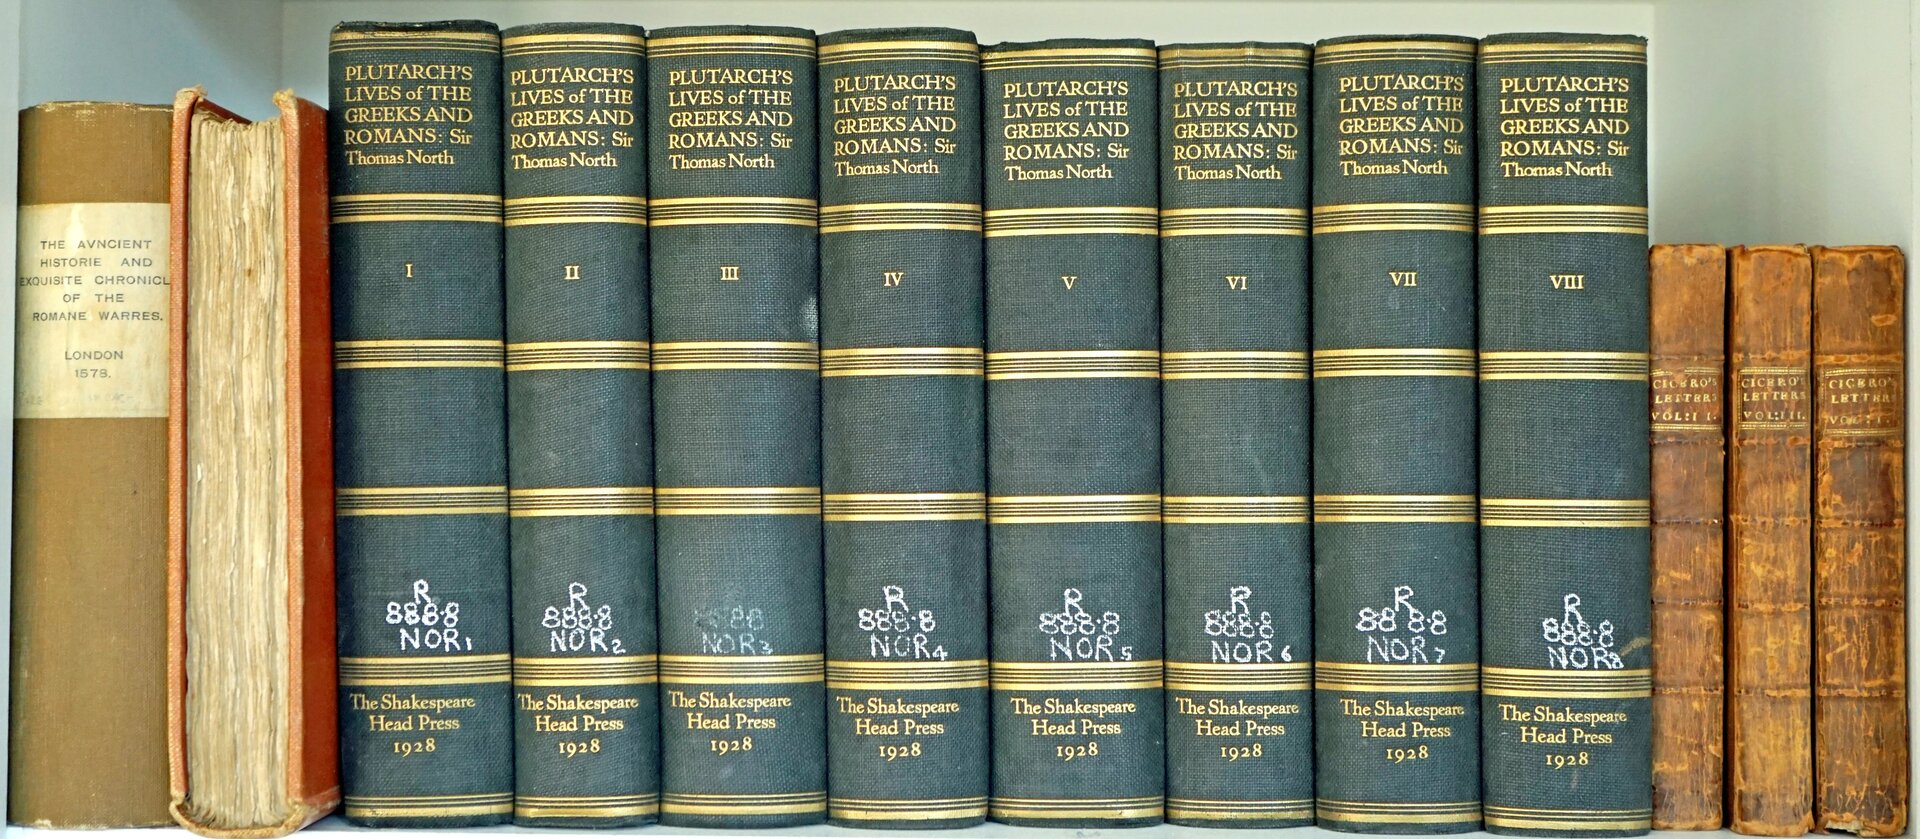 THE AVNCIENT
HISTORIE AND
EXQUISITE CHRONICL
OF THE
ROMANE WARRES.
LONDON
1578.
PLUTARCH'S
LIVES of THE
GREEKS AND
ROMANS: Sir
Thomas North
I
R
888.8
NOR1
The Shakespeare
Head Press
1928
PLUTARCH'S
LIVES of THE
GREEKS AND
ROMANS: Sir
Thomas North
II
R
888.8
NOR2
The Shakespeare
Head Press
1928
PLUTARCH'S
LIVES of THE
GREEKS AND
ROMANS: Sir
Thomas North
III
NOR3
The Shakespeare
Head Press
1928
PLUTARCH'S
LIVES of THE
GREEKS AND
ROMANS: Sir
Thomas North
IV
R
888.8
NOR4
The Shakespeare
Head Press
1928
PLUTARCH'S
LIVES of THE
GREEKS AND
ROMANS: Sir
Thomas North
V
R
888.8
NOR5
The Shakespeare
Head Press
1928
PLUTARCH'S
LIVES of THE
GREEKS AND
ROMANS: Sir
Thomas North
VI
R
888.8
NOR6
The Shakespeare
Head Press
1928
PLUTARCH'S
LIVES of THE
GREEKS AND
ROMANS: Sir
Thomas North
VII
R
888.8
NOR7
The Shakespeare
Head Press
1928
PLUTARCH'S
LIVES of THE
GREEKS AND
ROMANS: Sir
Thomas North
VIII
R
888.8
NOR8
The Shakespeare
Head Press
1928
CICERO'S
LETTERS
VOL:II.
CICERO'S
LETTERS
VOL:III.
CICERO'S
LETTERS